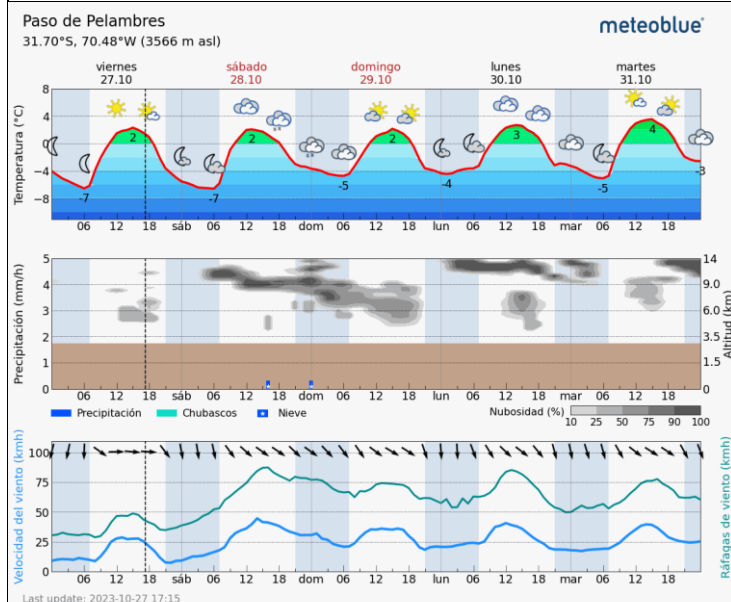 Paso de Pelambres
meteoblue
31.70°S, 70.48°W (3566 m asl)
viernes sábado domingo lunes martes
27.10 28.10 29.10 30.10 31.10
Temperatura (°C)
8
4
0
−4
−8
2 2 2 3 4
-7 -7 -5 -4 -5 -3
06 12 18 sáb 06 12 18 dom 06 12 18 lun 06 12 18 mar 06 12 18
Precipitación (mm/h)
5
4
3
2
1
0
14
9.0
6.0
3.5
1.5
0
Altitud (km)
06 12 18 sáb 06 12 18 dom 06 12 18 lun 06 12 18 mar 06 12 18
Precipitación Chubascos Nieve Nubosidad (%)
10 25 50 75 90 100
Velocidad del viento (kmh)
100
75
50
25
0
Ráfagas de viento (kmh)
06 12 18 sáb 06 12 18 dom 06 12 18 lun 06 12 18 mar 06 12 18
Last update: 2023-10-27 17:15